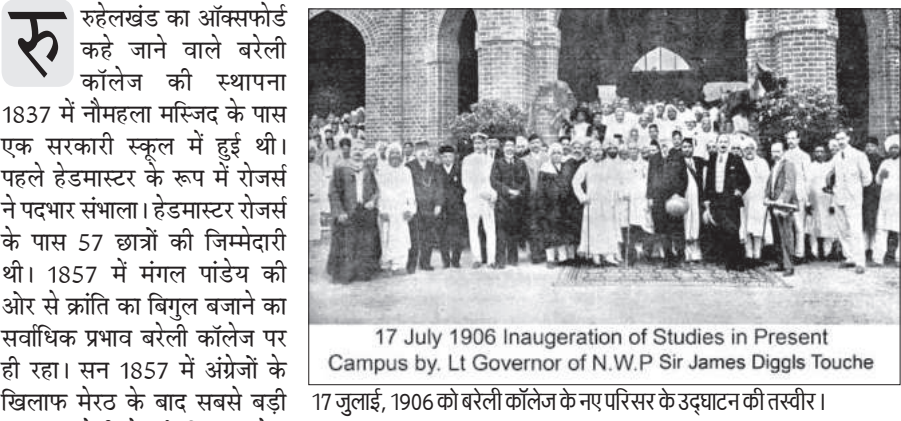 रु रुहेलखंड का ऑक्सफोर्ड
कहे जाने वाले बरेली
कॉलेज की स्थापना
1837 में नौमहला मस्जिद के पास
एक सरकारी स्कूल में हुई थी।
पहले हेडमास्टर के रूप में रोजर्स
ने पदभार संभाला। हेडमास्टर रोजर्स
के पास 57 छात्रों की जिम्मेदारी
थी। 1857 में मंगल पांडेय की
ओर से क्रांति का बिगुल बजाने का
सर्वाधिक प्रभाव बरेली कॉलेज पर
ही रहा। सन 1857 में अंग्रेजों के
खिलाफ मेरठ के बाद सबसे बड़ी
17 July 1906 Inaugeration of Studies in Present
Campus by. Lt Governor of N.W.P Sir James Diggls Touche
17 जुलाई, 1906 को बरेली कॉलेज के नए परिसर के उद्घाटन की तस्वीर।